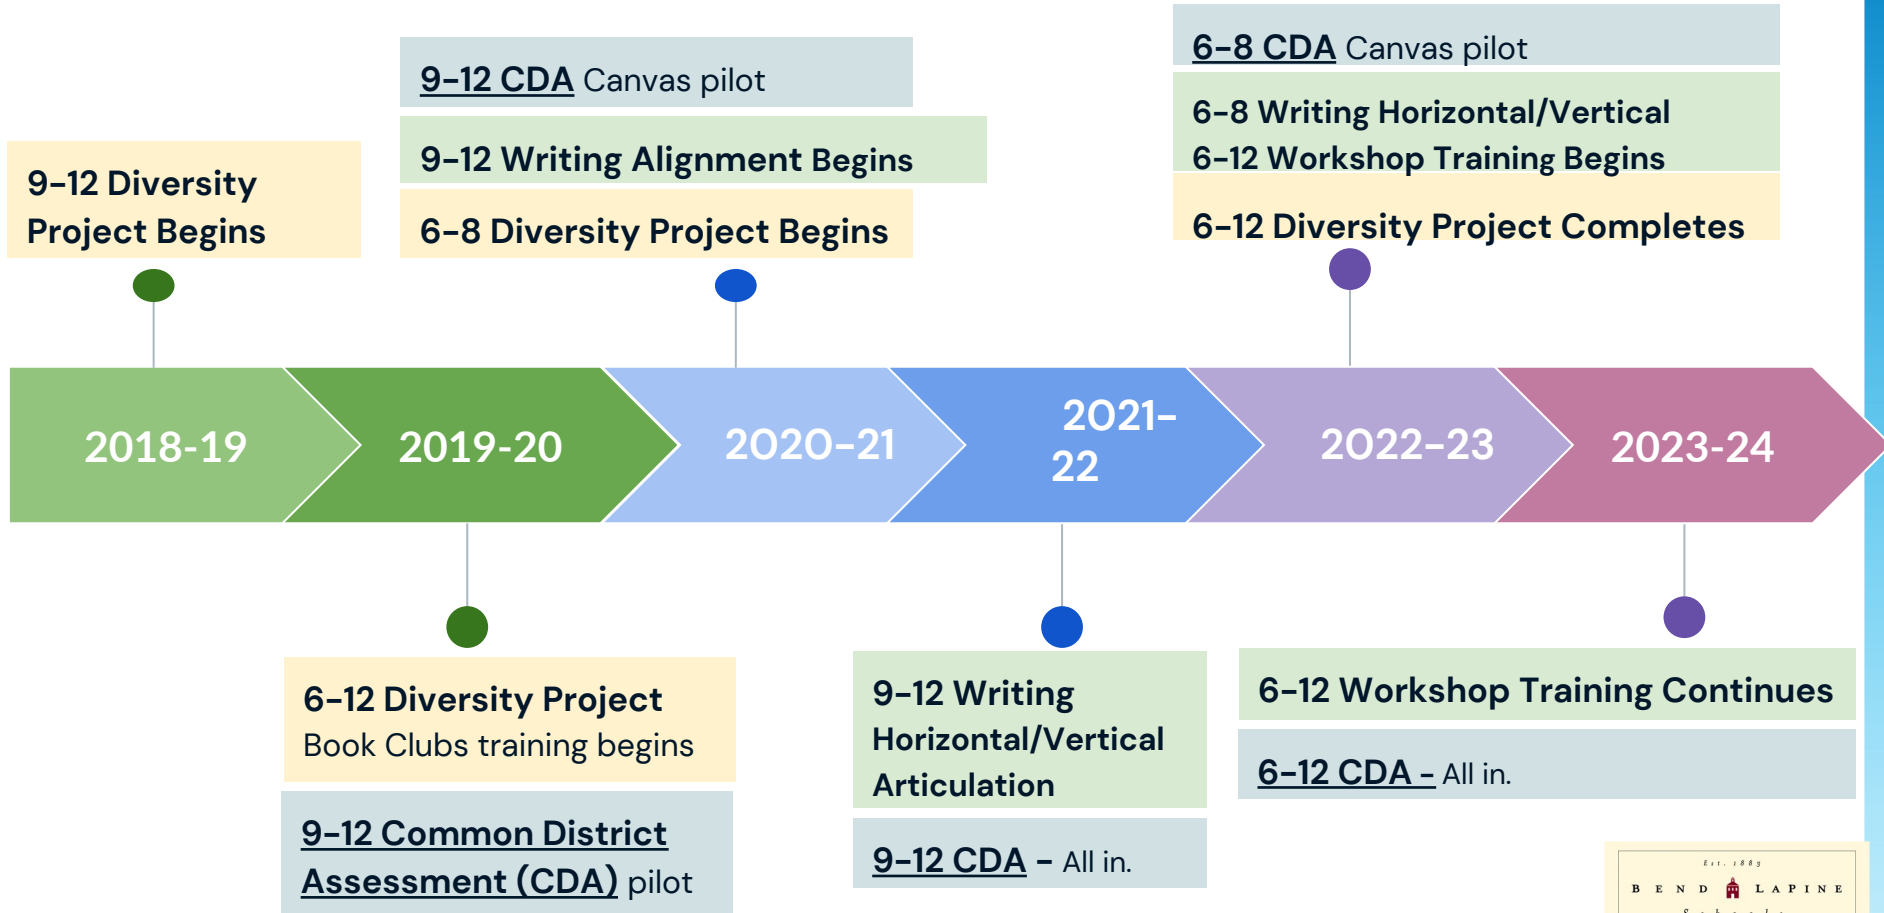 9-12 Diversity
Project Begins
9-12 CDA Canvas pilot
9-12 Writing Alignment Begins
6-8 Diversity Project Begins
6-8 CDA Canvas pilot
6-8 Writing Horizontal/Vertical
6-12 Workshop Training Begins
6-12 Diversity Project Completes
2018-19
2019-20
2020-21
2021-
22
2022-23
2023-24
6-12 Diversity Project
Book Clubs training begins
9-12 Common District
Assessment (CDA) pilot
9-12 Writing
Horizontal/Vertical
Articulation
9-12 CDA - All in.
6-12 Workshop Training Continues
6-12 CDA - All in.
Est. 1883
BEND LAPINE